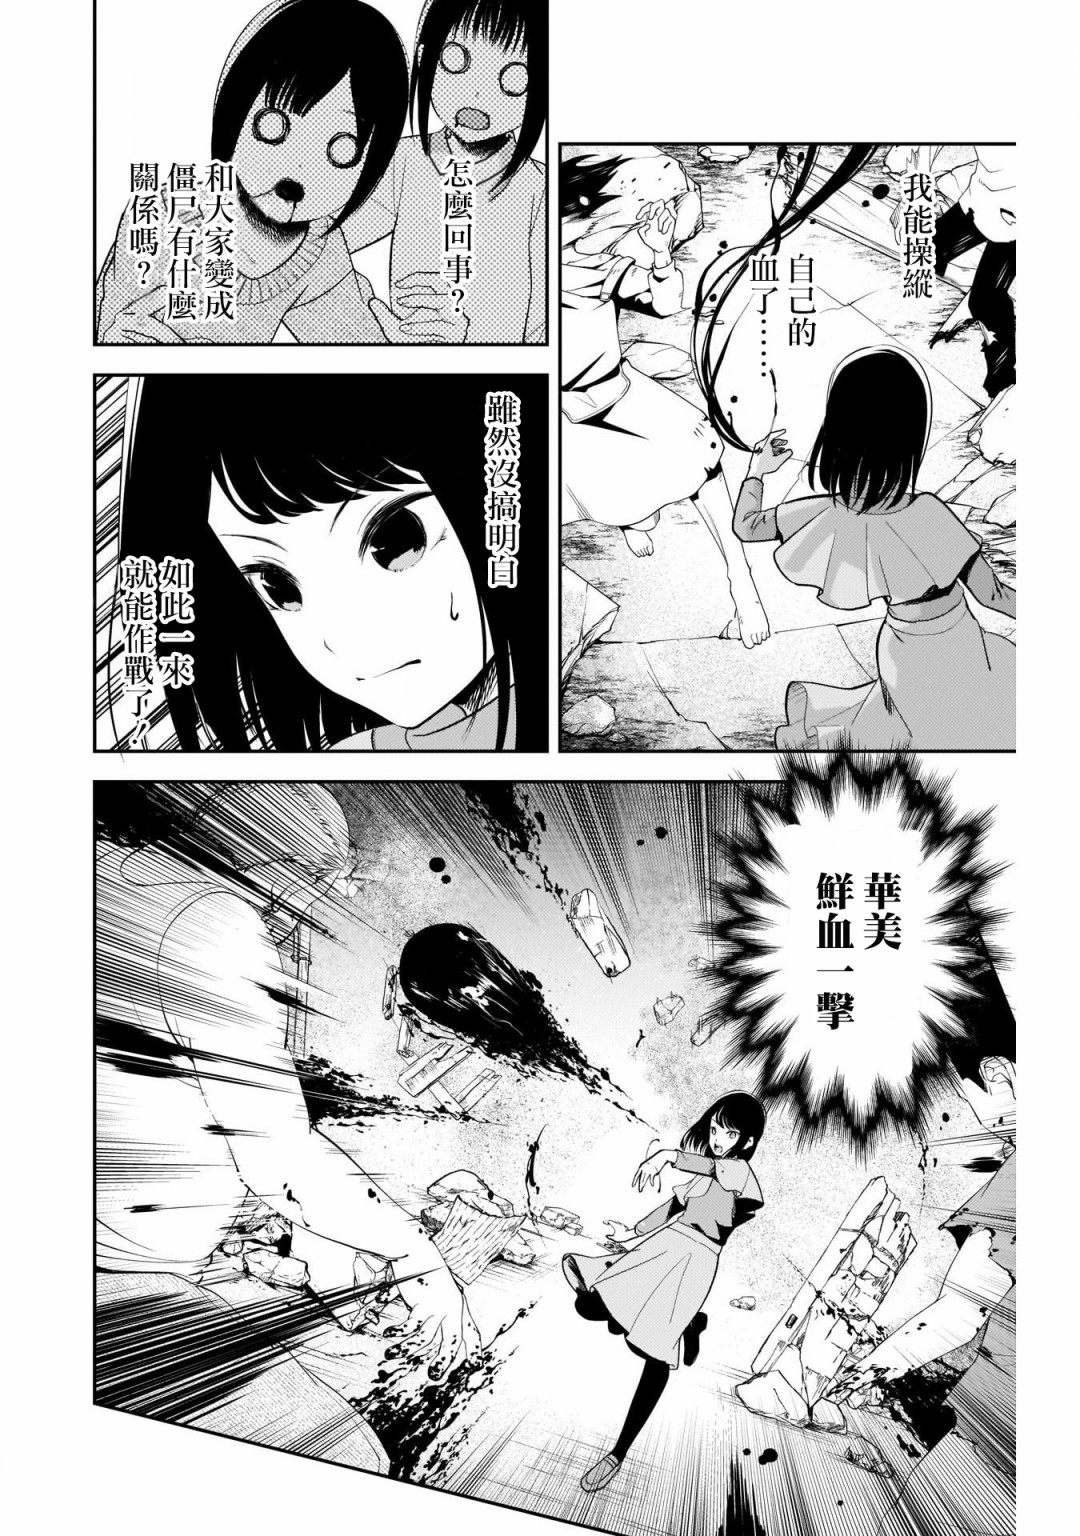 我能操縱
自己的
血了……
怎麼回事？
和大家變成
僵尸有什麼
關係嗎？
雖然沒搞明白
如此一來
就能作戰了！
華美
鮮血一擊